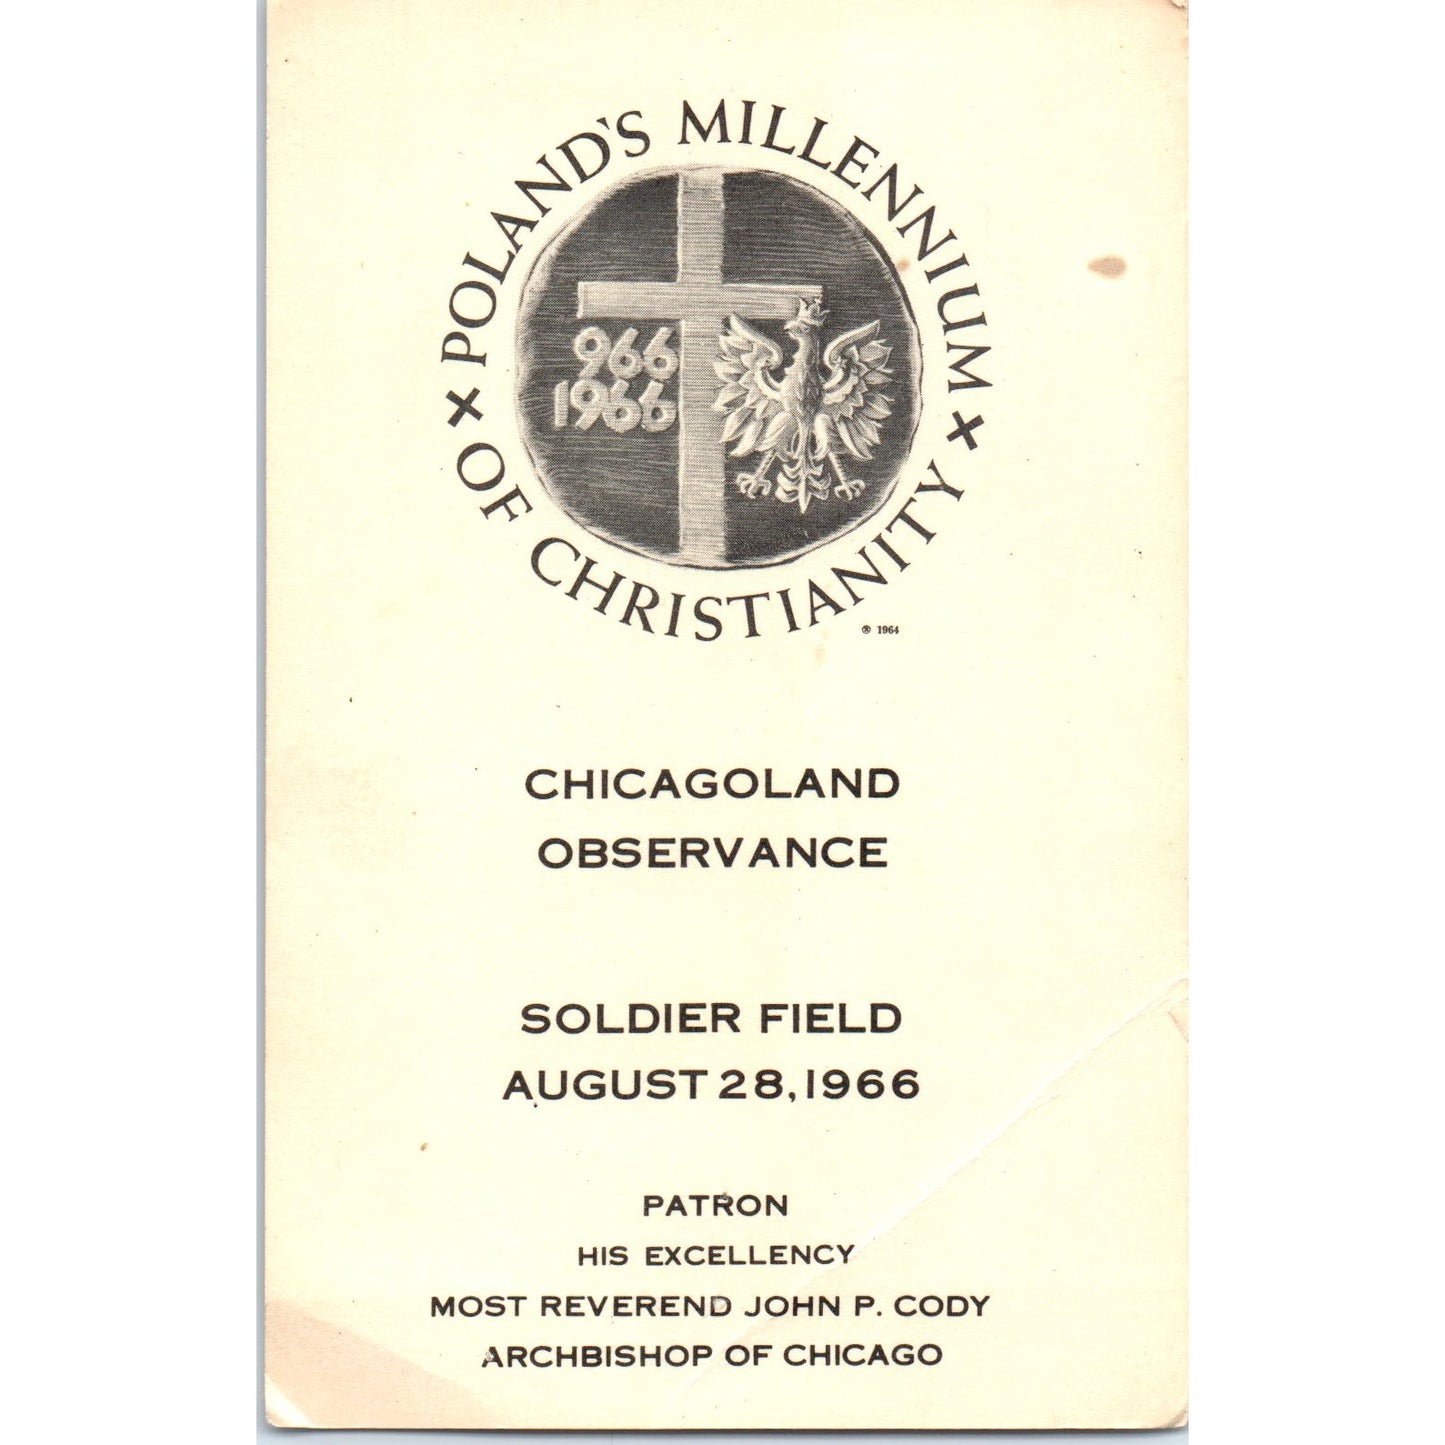 POLAND'S MILLENNIUM
OF CHRISTIANITY
966
1966
® 1964
CHICAGOLAND
OBSERVANCE
SOLDIER FIELD
AUGUST 28, 1966
PATRON
HIS EXCELLENCY
MOST REVEREND JOHN P. CODY
ARCHBISHOP OF CHICAGO